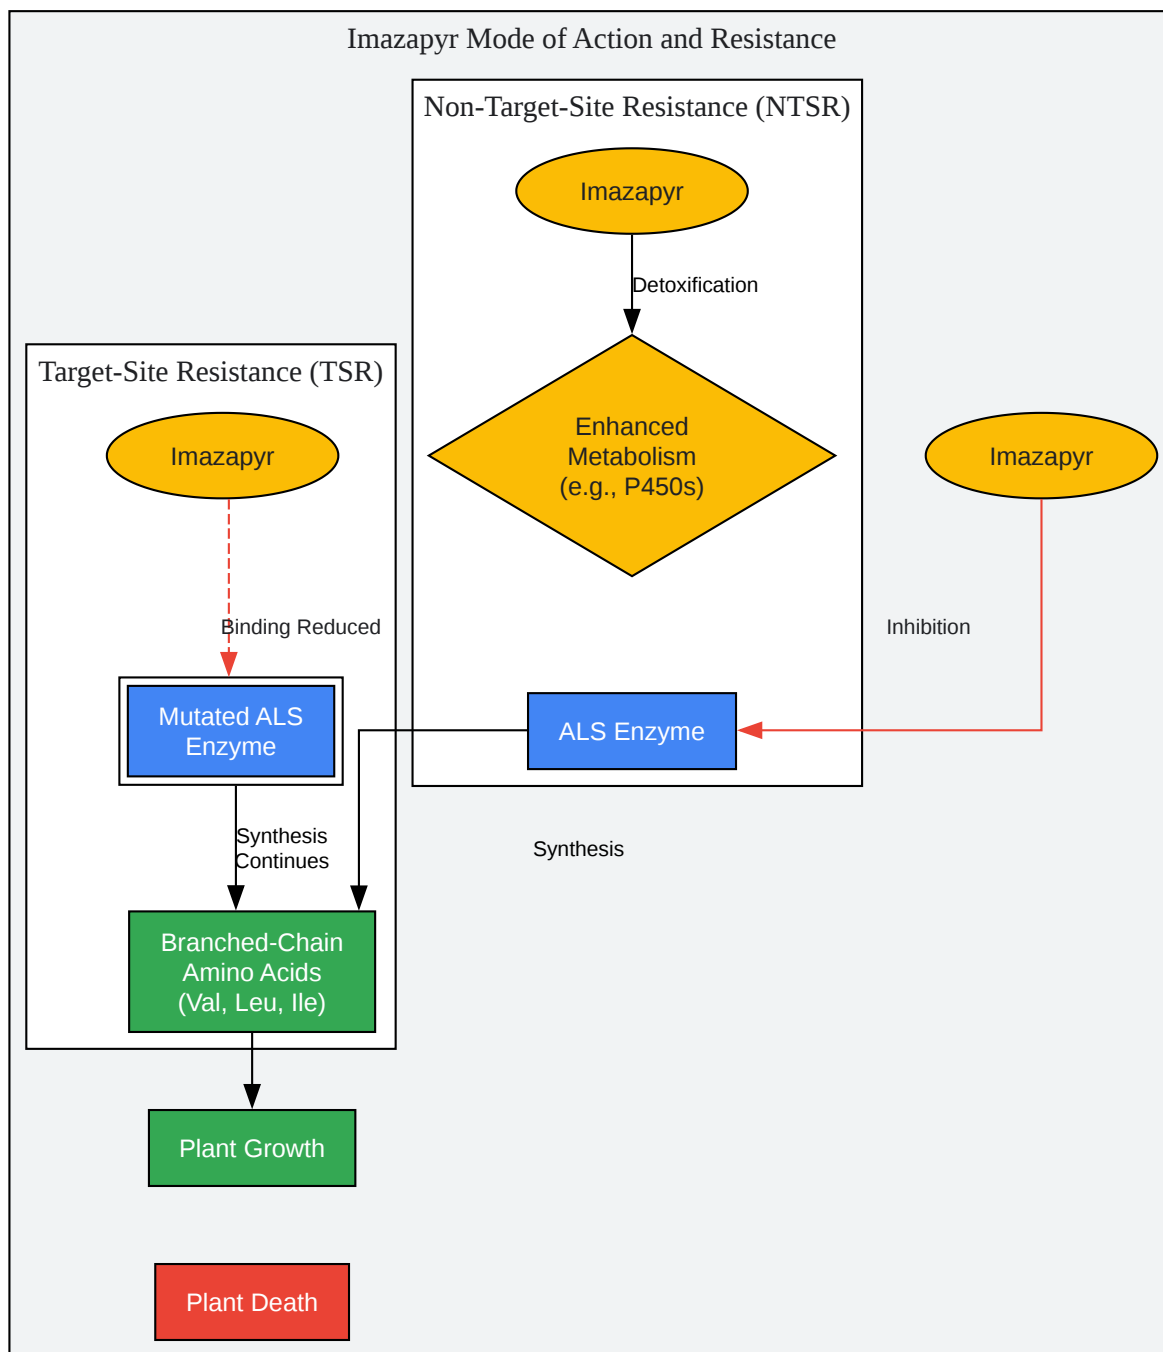 Imazapyr Mode of Action and Resistance
Non-Target-Site Resistance (NTSR)
Imazapyr
Detoxification
Enhanced
Metabolism
(e.g., P450s)
Target-Site Resistance (TSR)
Imazapyr
Imazapyr
Binding Reduced
Inhibition
Mutated ALS
Enzyme
ALS Enzyme
Synthesis
Continues
Synthesis
Branched-Chain
Amino Acids
(Val, Leu, Ile)
Plant Growth
Plant Death